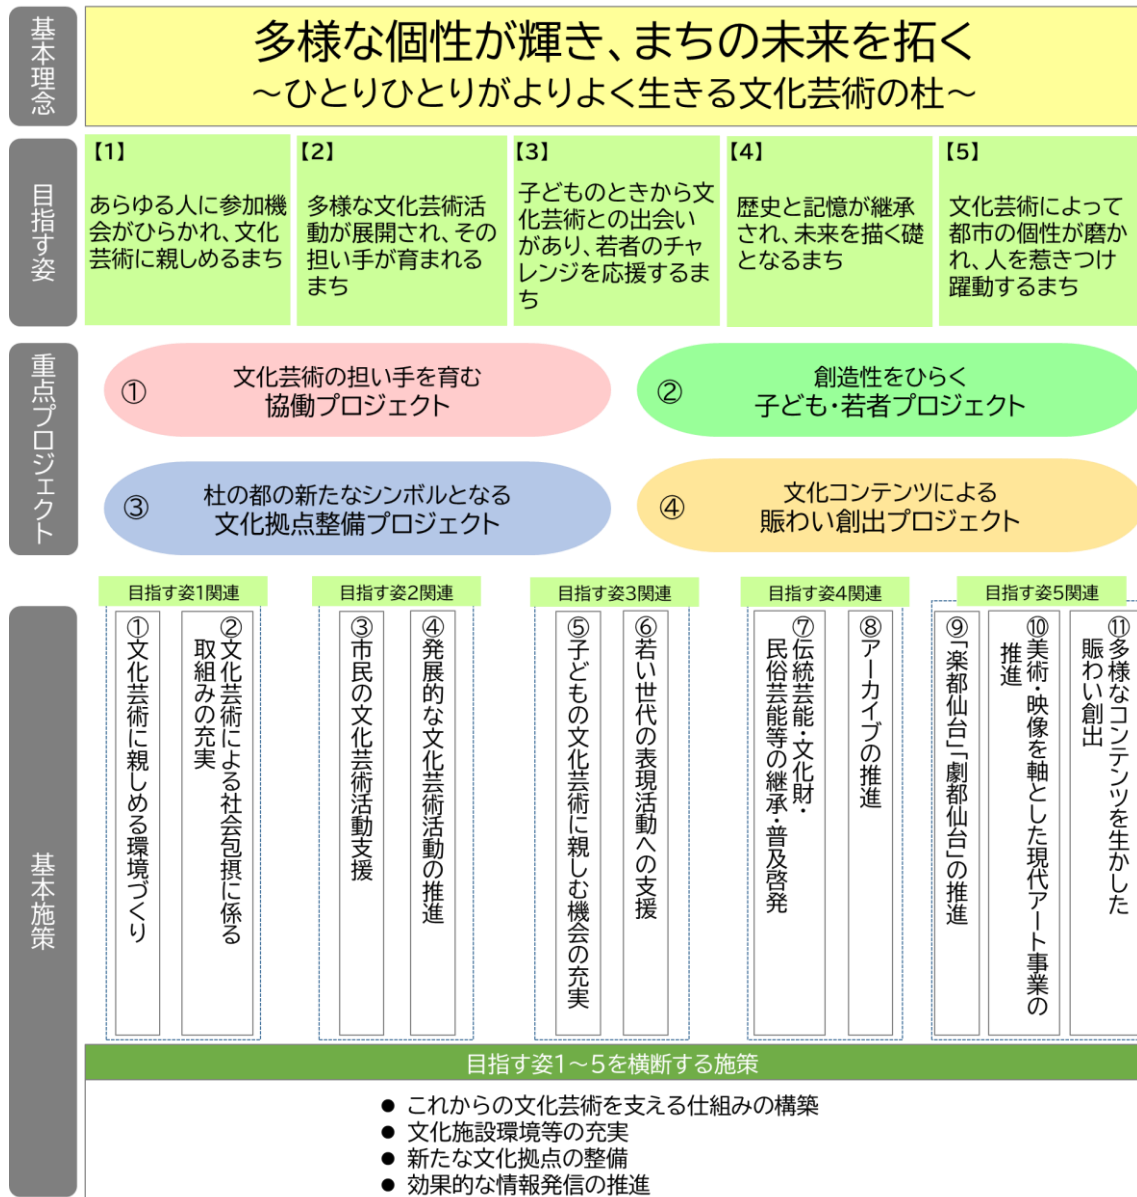 基本理念
多様な個性が輝き、まちの未来を拓く
～ひとりひとりがよりよく生きる文化芸術の杜～
目指す姿
【1】
あらゆる人に参加機
会がひらかれ、文化
芸術に親しめるまち
【2】
多様な文化芸術活
動が展開され、その
担い手が育まれる
まち
【3】
子どものときから文
化芸術との出会い
があり、若者のチャ
レンジを応援するま
ち
【4】
歴史と記憶が継承
され、未来を描く礎
となるまち
【5】
文化芸術によって
都市の個性が磨か
れ、人を惹きつけ
躍動するまち
重点プロジェクト
①
文化芸術の担い手を育む
協働プロジェクト
②
創造性をひらく
子ども・若者プロジェクト
③
杜の都の新たなシンボルとなる
文化拠点整備プロジェクト
④
文化コンテンツによる
賑わい創出プロジェクト
基本施策
目指す姿1関連
①文化芸術に親しめる環境づくり
②文化芸術による社会包摂に係る
取組みの充実
目指す姿2関連
③市民の文化芸術活動支援
④発展的な文化芸術活動の推進
目指す姿3関連
⑤子どもの文化芸術に親しむ機会の充実
⑥若い世代の表現活動への支援
目指す姿4関連
⑦伝統芸能・文化財・
民俗芸能等の継承・普及啓発
⑧アーカイブの推進
目指す姿5関連
⑨「楽都仙台」「劇都仙台」の推進
⑩美術・映像を軸とした現代アート事業の
推進
⑪多様なコンテンツを生かした
賑わい創出
目指す姿1～5を横断する施策
● これからの文化芸術を支える仕組みの構築
● 文化施設環境等の充実
● 新たな文化拠点の整備
● 効果的な情報発信の推進